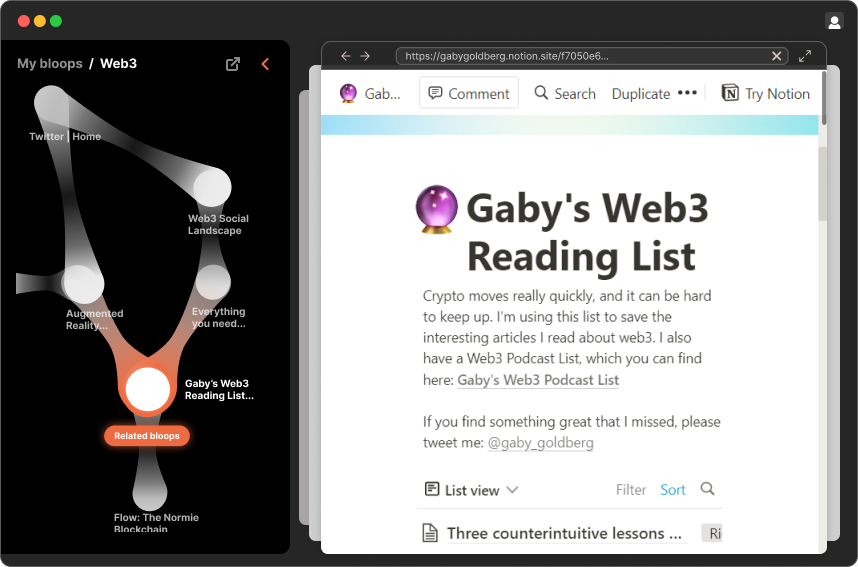 My bloops / Web3
Twitter | Home
Web3 Social
Landscape
Augmented
Reality...
Everything
you need...
Gaby's Web3
Reading List...
Related bloops
Flow: The Normie
Blockchain
https://gabygoldberg.notion.site/f7050e6...
Gab... Comment Search Duplicate ••• Try Notion
Gaby's Web3
Reading List
Crypto moves really quickly, and it can be hard
to keep up. I'm using this list to save the
interesting articles I read about web3. I also
have a Web3 Podcast List, which you can find
here: Gaby's Web3 Podcast List
If you find something great that I missed, please
tweet me: @gaby_goldberg
List view Filter Sort
Three counterintuitive lessons ... Ri